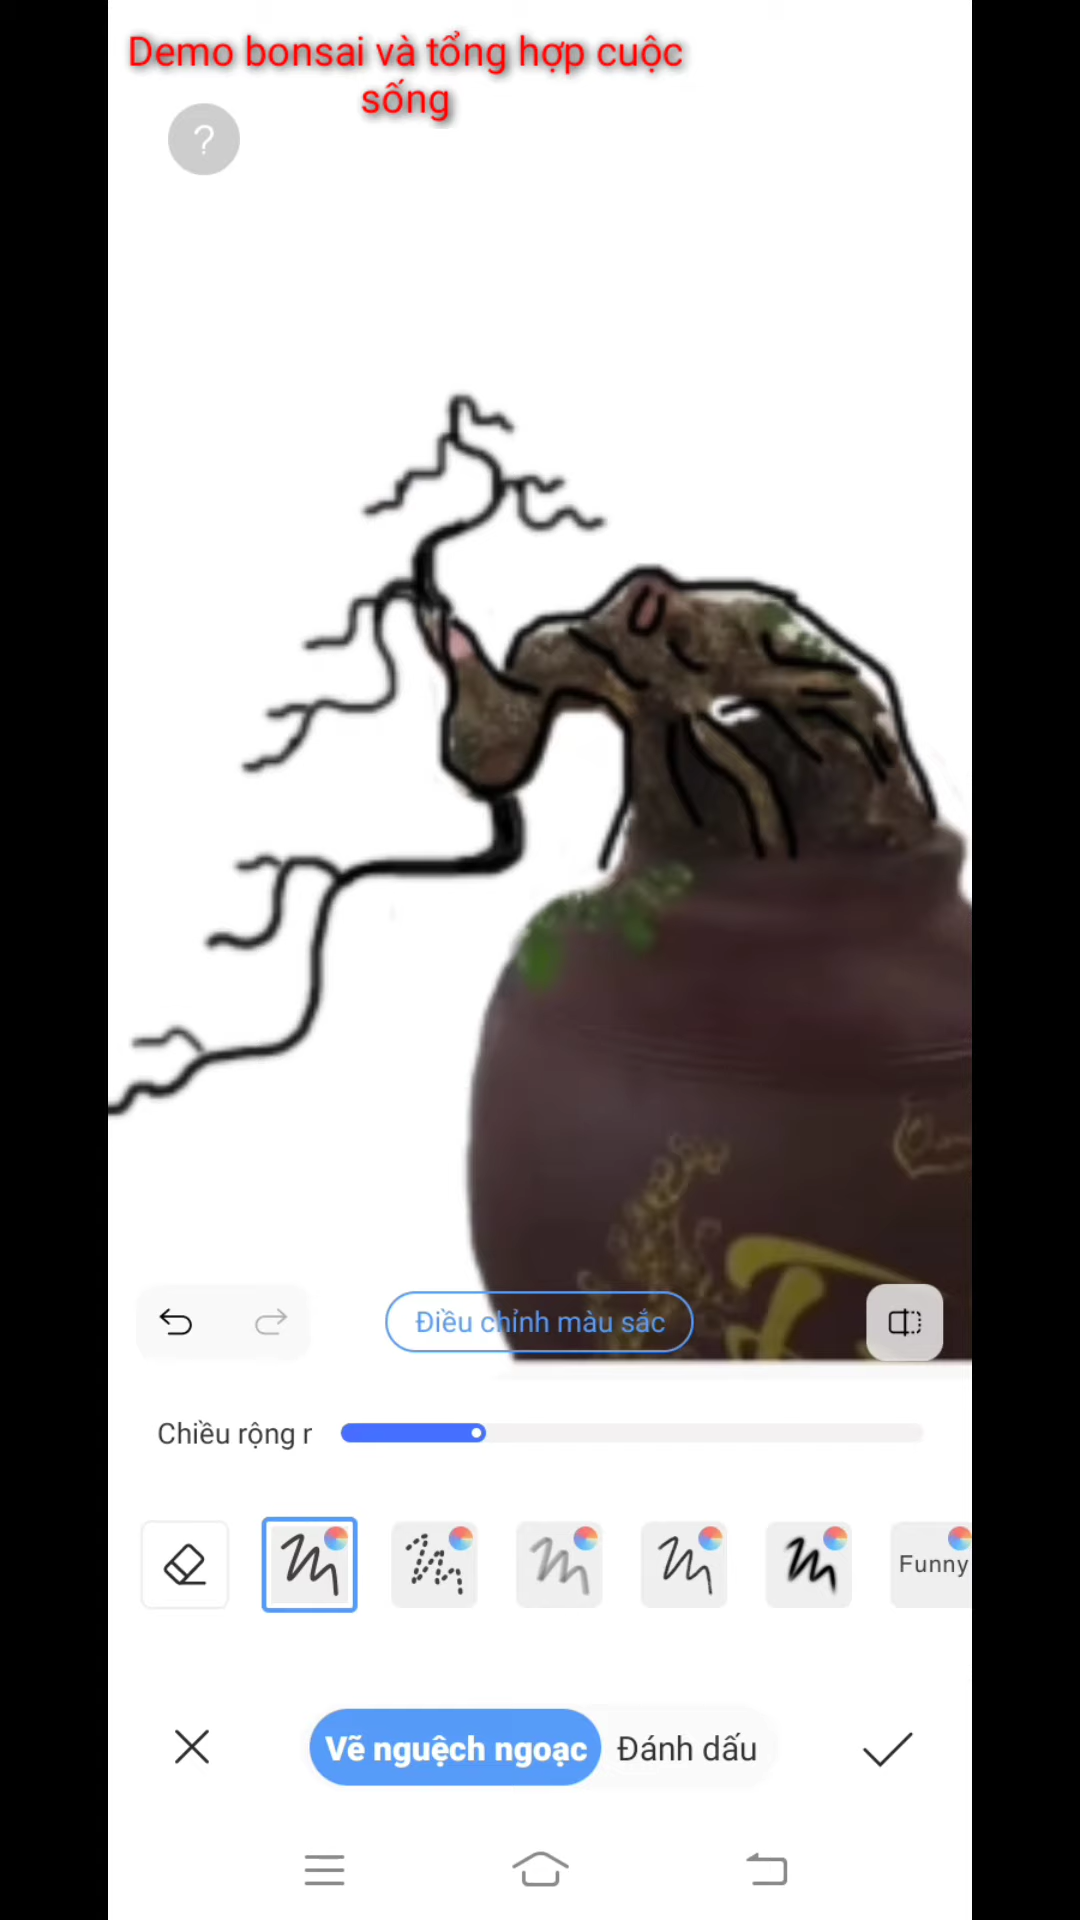 Demo bonsai và tổng hợp cuộc
sống
?
Điều chỉnh màu sắc
Chiều rộng r
Funny
Vẽ nguệch ngoạc
Đánh dấu